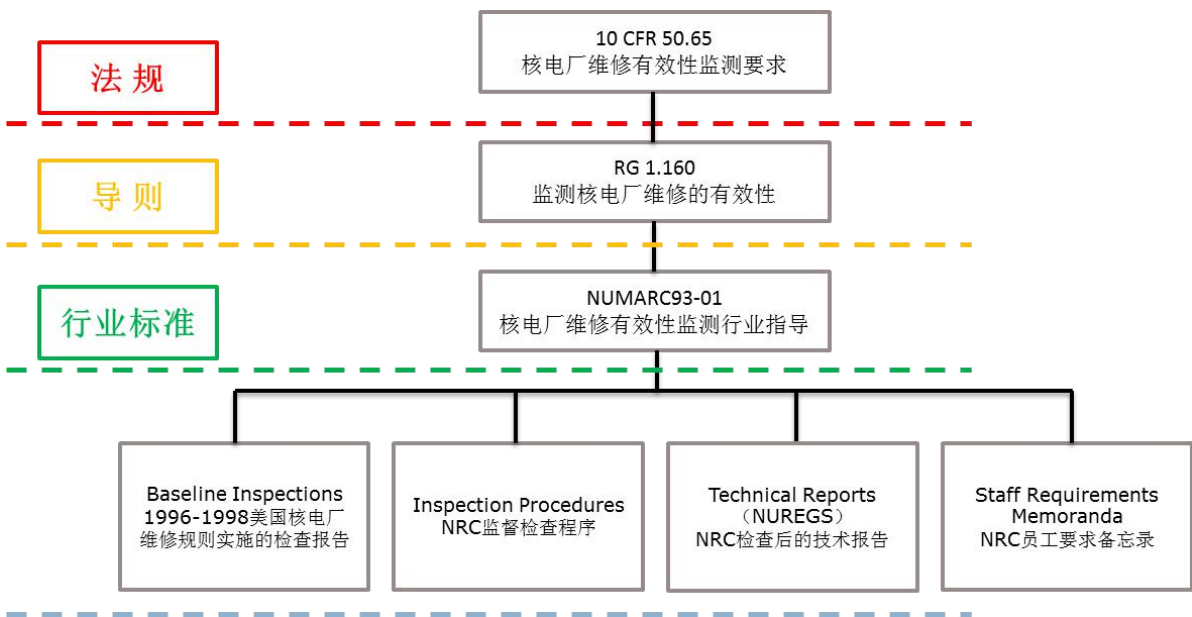 法 规
10 CFR 50.65
核电厂维修有效性监测要求
导 则
RG 1.160
监测核电厂维修的有效性
行业标准
NUMARC93-01
核电厂维修有效性监测行业指导
Baseline Inspections
1996-1998美国核电厂
维修规则实施的检查报告
Inspection Procedures
NRC监督检查程序
Technical Reports
（NUREGS）
NRC检查后的技术报告
Staff Requirements
Memoranda
NRC员工要求备忘录